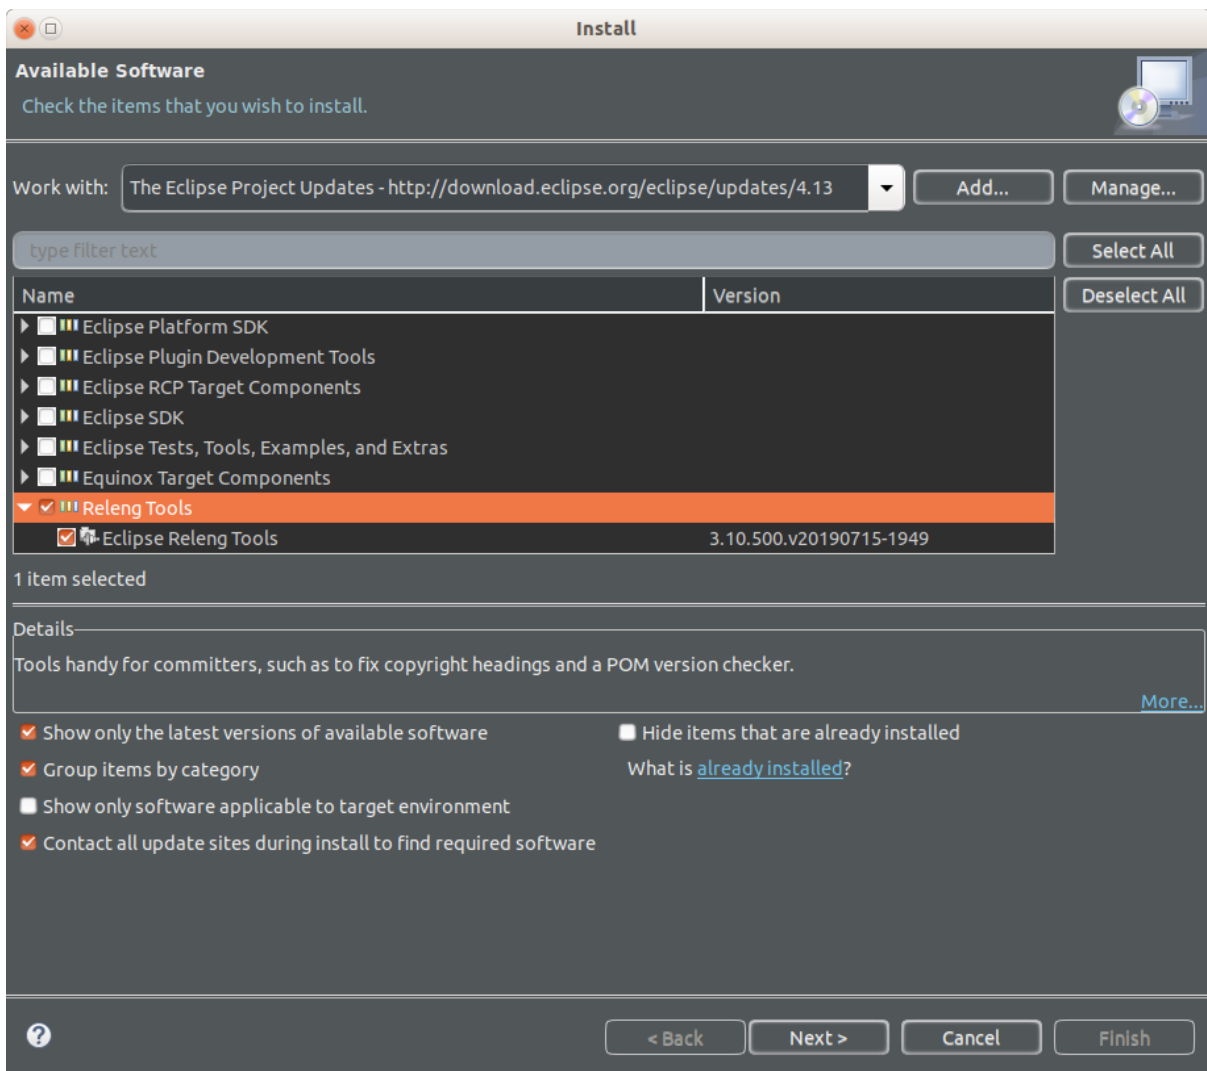 Install
Available Software
Check the items that you wish to install.
Work with: The Eclipse Project Updates - http://download.eclipse.org/eclipse/updates/4.13 Add... Manage...
type filter text Select All
Name Version Deselect All
Eclipse Platform SDK
Eclipse Plugin Development Tools
Eclipse RCP Target Components
Eclipse SDK
Eclipse Tests, Tools, Examples, and Extras
Equinox Target Components
Releng Tools
Eclipse Releng Tools 3.10.500.v20190715-1949
1 item selected
Details
Tools handy for committers, such as to fix copyright headings and a POM version checker.
More...
Show only the latest versions of available software Hide items that are already installed
Group items by category What is already installed?
Show only software applicable to target environment
Contact all update sites during install to find required software
? < Back Next > Cancel Finish